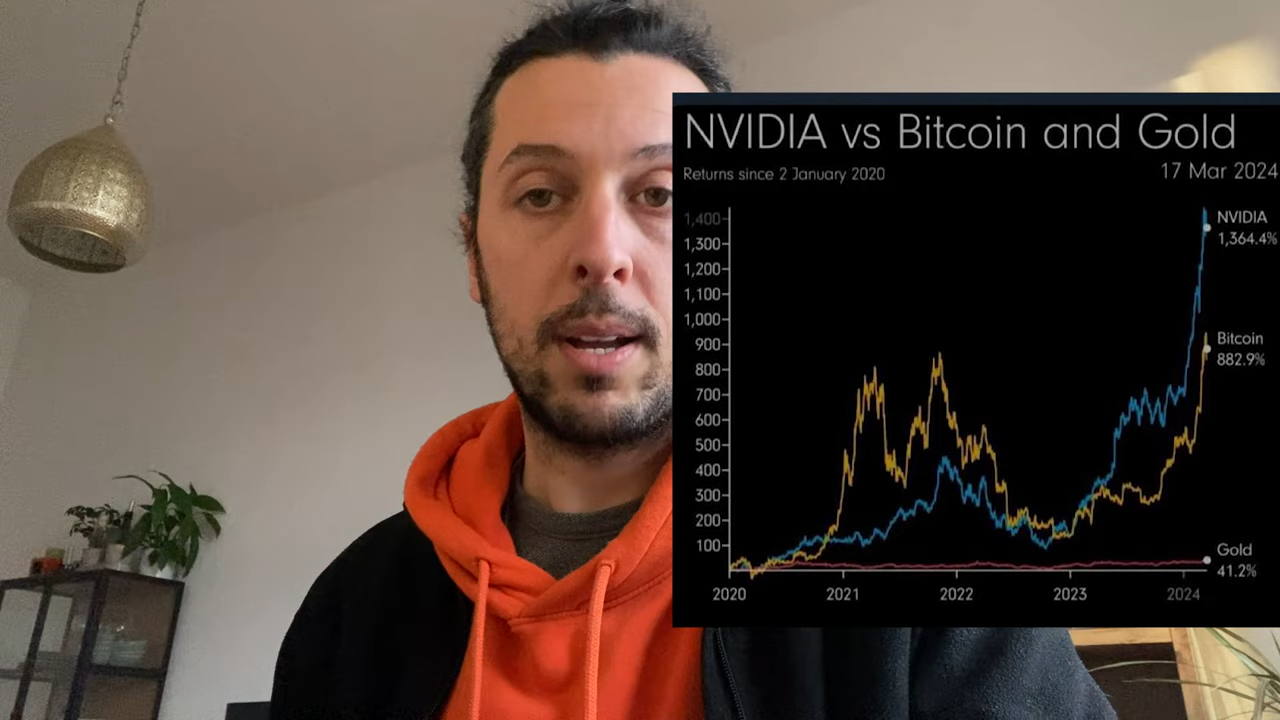 NVIDIA vs Bitcoin and Gold
Returns since 2 January 2020
17 Mar 2024
1,400
1,300
1,200
1,100
1,000
900
800
700
600
500
400
300
200
100
NVIDIA
1,364.4%
Bitcoin
882.9%
Gold
41.2%
2020 2021 2022 2023 2024